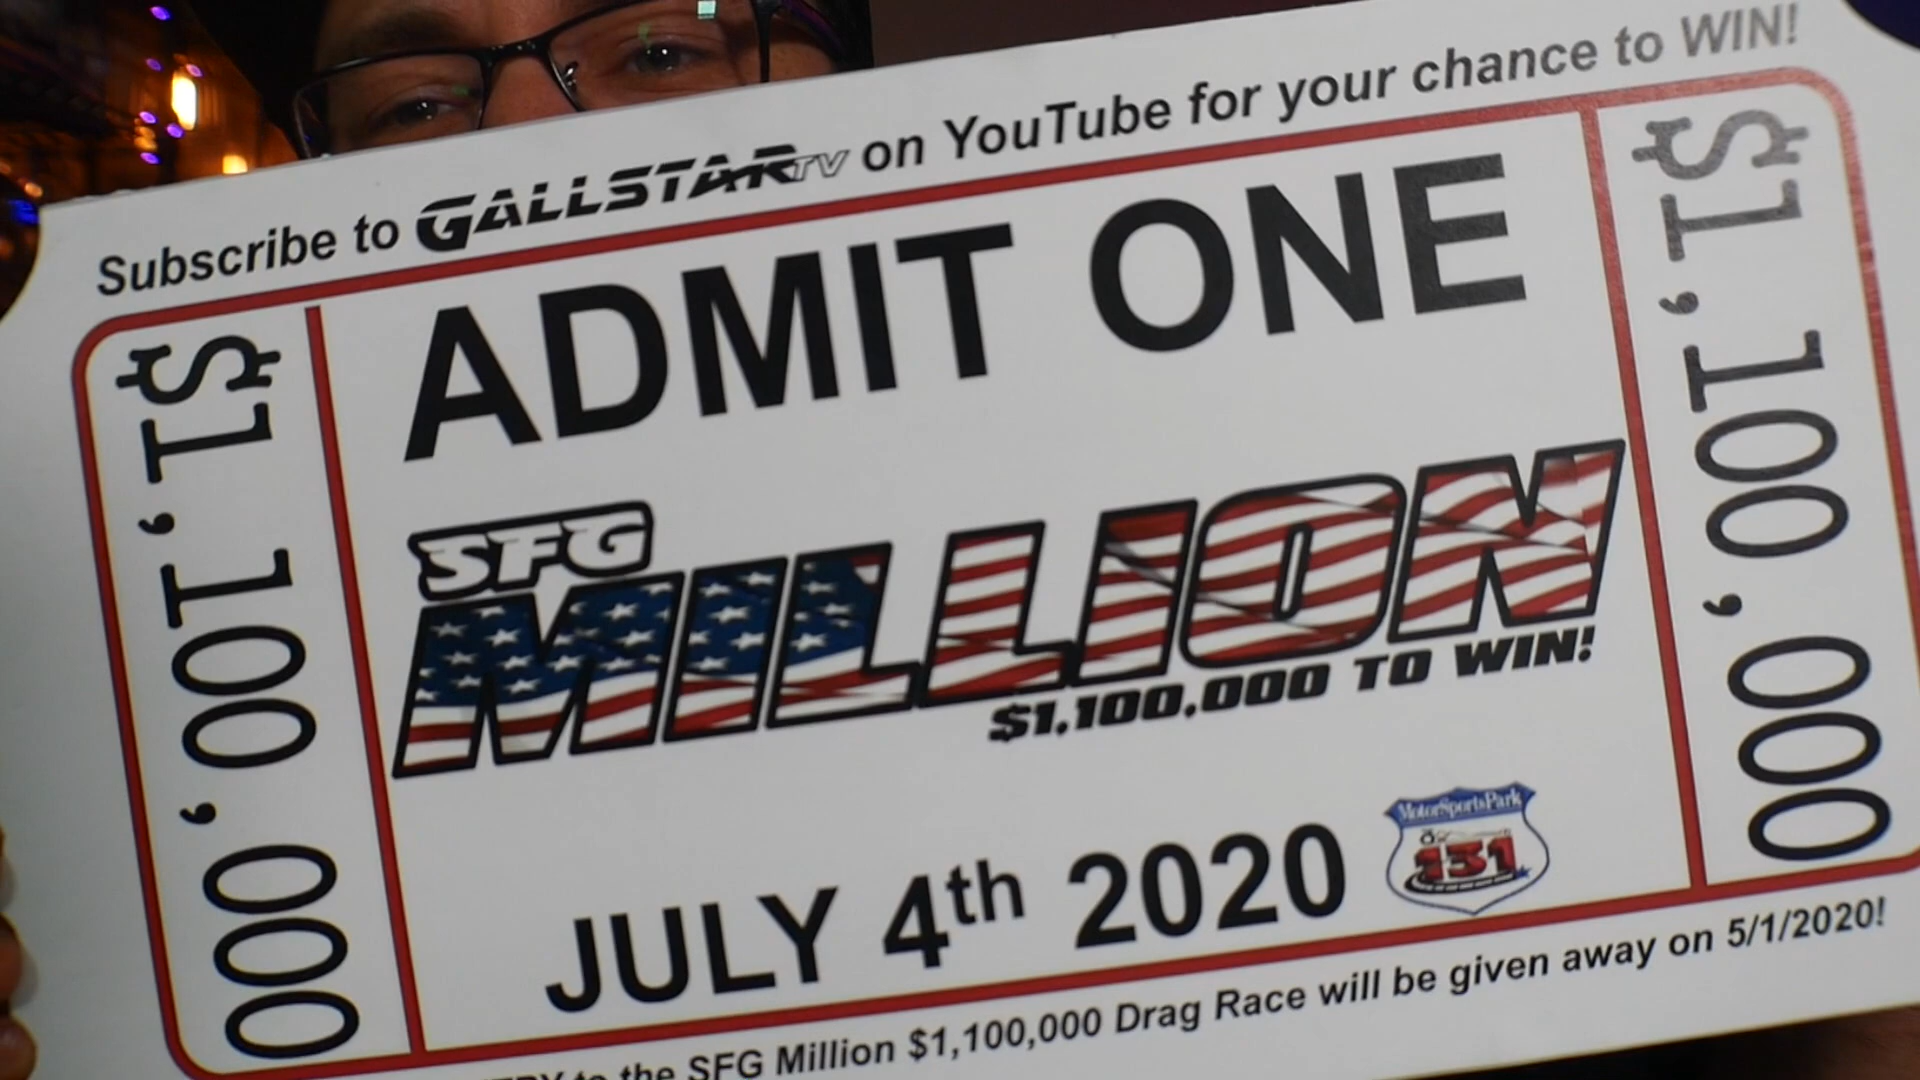 Subscribe to GALLSTARTV on YouTube for your chance to WIN!
$1,100,000
ADMIT ONE
$1,100,000
SFG
MILLION
$1,100,000 TO WIN!
JULY 4th 2020
MotorSportsPark
131
to the SFG Million $1,100,000 Drag Race will be given away on 5/1/2020!